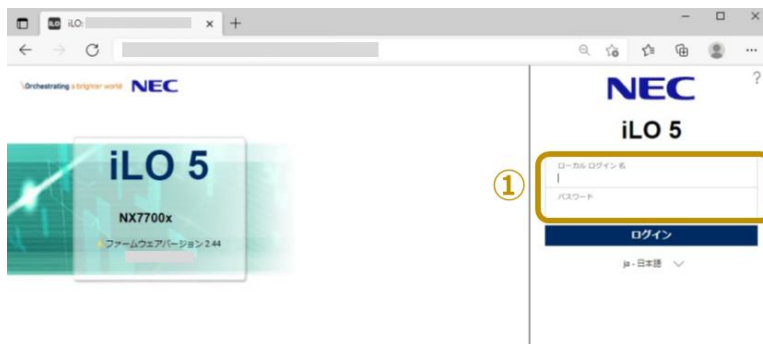 iLO:
\Orchestrating a brighter world NEC
iLO 5
NX7700x
ファームウェアバージョン 2.44
NEC
?
iLO 5
①
ローカル ログイン名
パスワード
ログイン
ja - 日本語